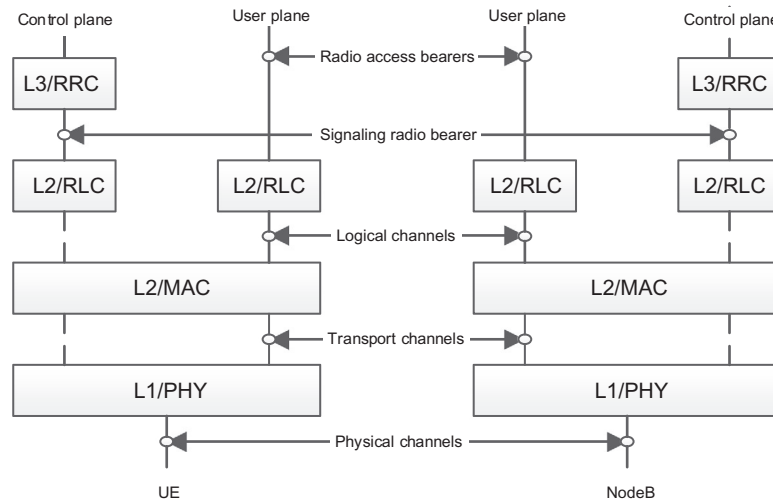 Control plane
User plane
User plane
Control plane
Radio access bearers
L3/RRC
L3/RRC
Signaling radio bearer
L2/RLC
L2/RLC
L2/RLC
L2/RLC
Logical channels
L2/MAC
L2/MAC
Transport channels
L1/PHY
L1/PHY
Physical channels
UE
NodeB